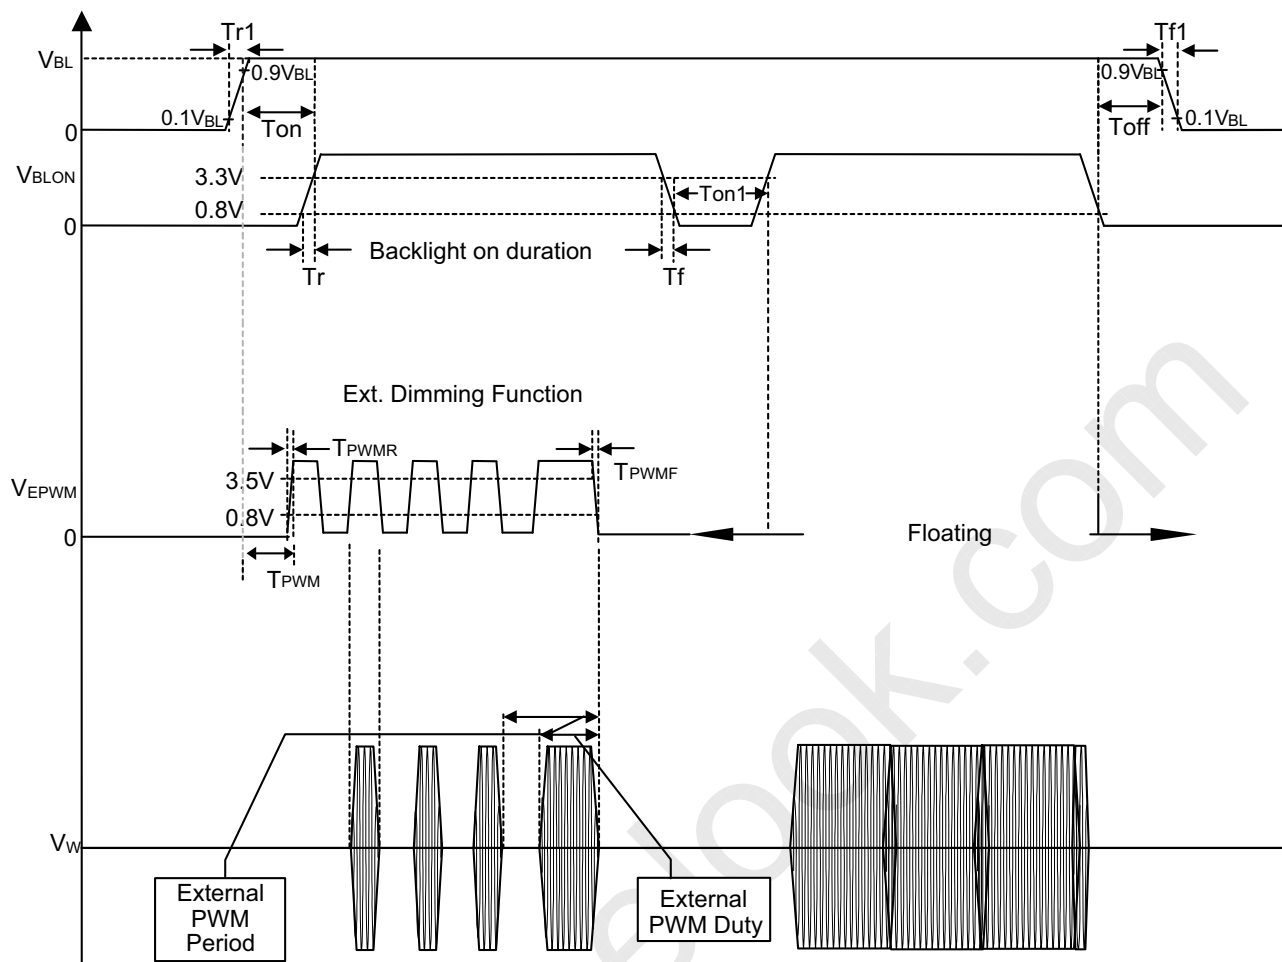 Tr1
Tf1
VBL
0.9VBL
0.9VBL
0.1VBL
Ton
Toff
0.1VBL
0
VBLON
3.3V
Ton1
0.8V
0
Backlight on duration
Tr
Tf
Ext. Dimming Function
TPWMR
TPWMF
3.5V
VEPWM
0.8V
0
Floating
TPWM
VW
External
PWM
Period
External
PWM Duty
elook.com